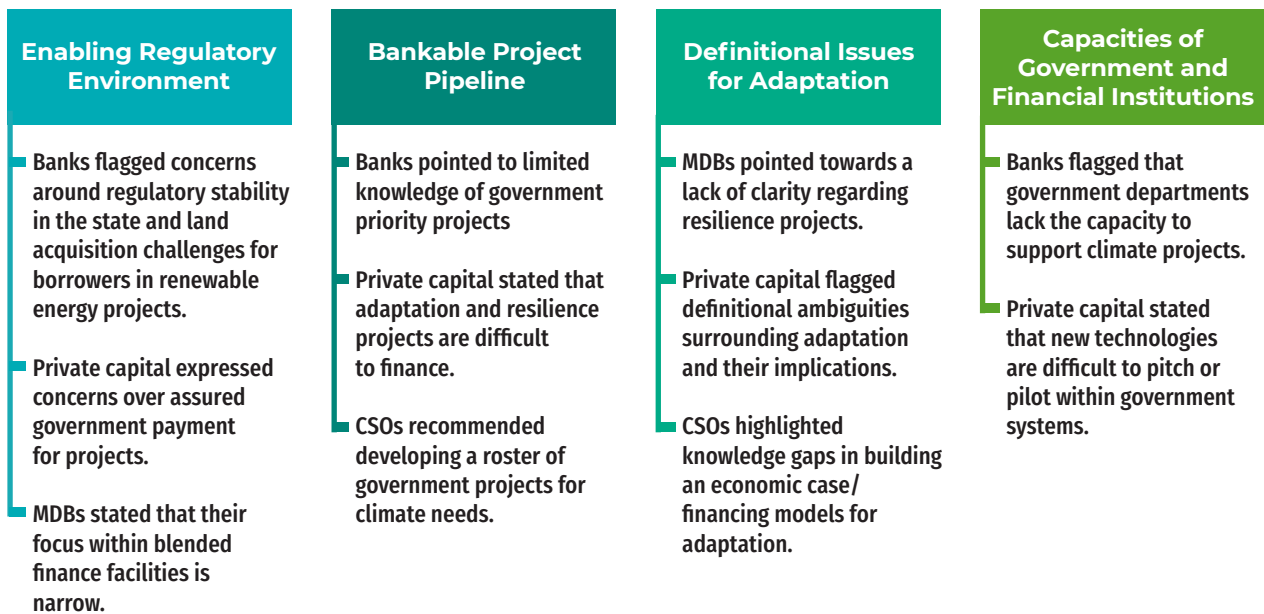 Enabling Regulatory
Environment
Banks flagged concerns
around regulatory stability
in the state and land
acquisition challenges for
borrowers in renewable
energy projects.
Private capital expressed
concerns over assured
government payment
for projects.
MDBs stated that their
focus within blended
finance facilities is
narrow.
Bankable Project
Pipeline
Banks pointed to limited
knowledge of government
priority projects
Private capital stated that
adaptation and resilience
projects are difficult
to finance.
CSOs recommended
developing a roster of
government projects for
climate needs.
Definitional Issues
for Adaptation
MDBs pointed towards a
lack of clarity regarding
resilience projects.
Private capital flagged
definitional ambiguities
surrounding adaptation
and their implications.
CSOs highlighted
knowledge gaps in building
an economic case/
financing models for
adaptation.
Capacities of
Government and
Financial Institutions
Banks flagged that
government departments
lack the capacity to
support climate projects.
Private capital stated
that new technologies
are difficult to pitch or
pilot within government
systems.